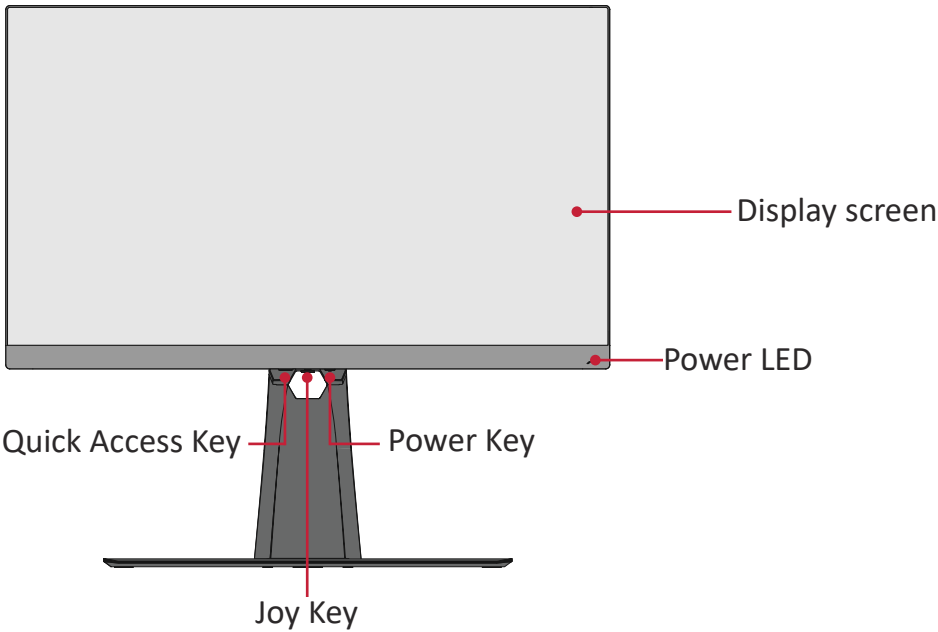 Display screen
Power LED
Quick Access Key
Power Key
Joy Key